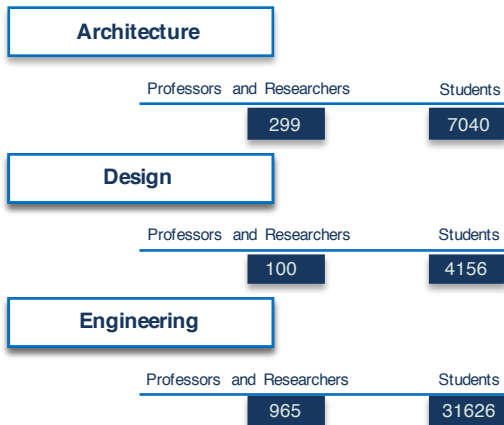 Architecture
Professors and Researchers Students
299 7040
Design
Professors and Researchers Students
100 4156
Engineering
Professors and Researchers Students
965 31626